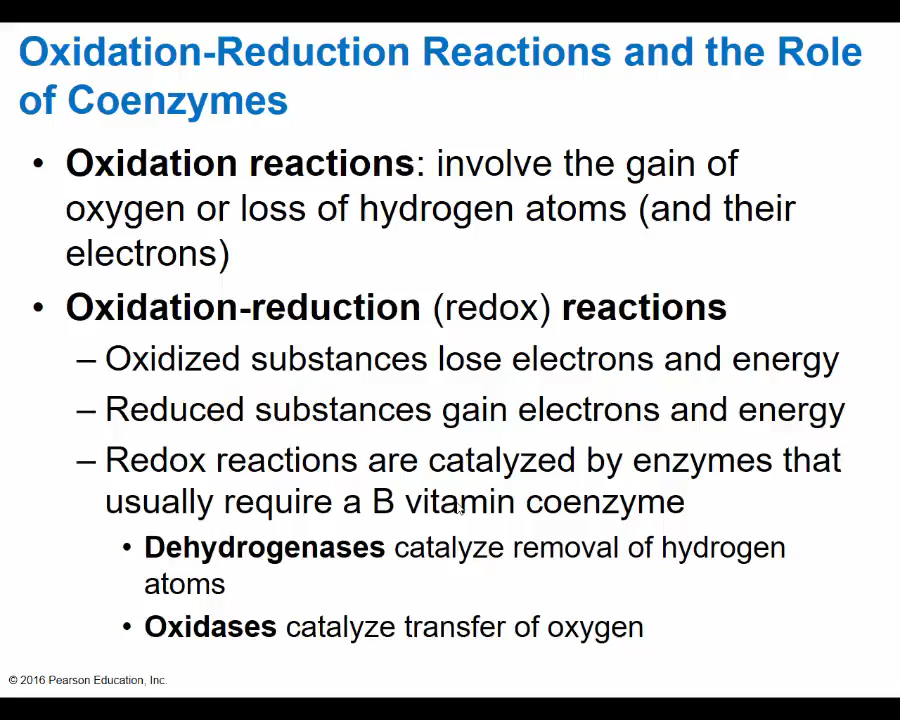 Oxidation-Reduction Reactions and the Role
of Coenzymes
• Oxidation reactions: involve the gain of
oxygen or loss of hydrogen atoms (and their
electrons)
• Oxidation-reduction (redox) reactions
– Oxidized substances lose electrons and energy
– Reduced substances gain electrons and energy
– Redox reactions are catalyzed by enzymes that
usually require a B vitamin coenzyme
• Dehydrogenases catalyze removal of hydrogen
atoms
• Oxidases catalyze transfer of oxygen
© 2016 Pearson Education, Inc.